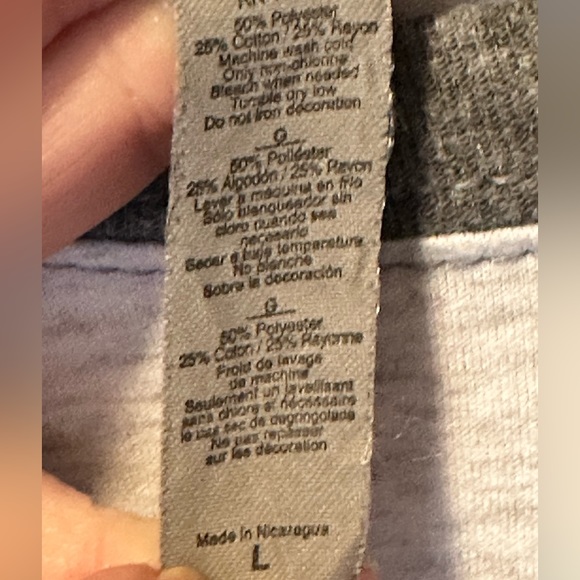 50% Polyester
25% Cotton / 25% Rayon
Machine wash cold
Only non-chlorine
Bleach when needed
Tumble dry low
Do not iron decoration
G
50% Poliéster
25% Algodón / 25% Rayon
Lavar a maquina en frio
Sólo blanqueador sin
cloro cuando sea
necesario
Secar a baja temperatura
No planche
Sobre la decoración
G
50% Polyester
25% Coton / 25% Rayonne
Froid de lavage
de machine
Seulement un javellisant
sans chlore si nécessaire
le bas sec de degringolade
Ne pas repasser
sur les décoration
Made in Nicaragua
L